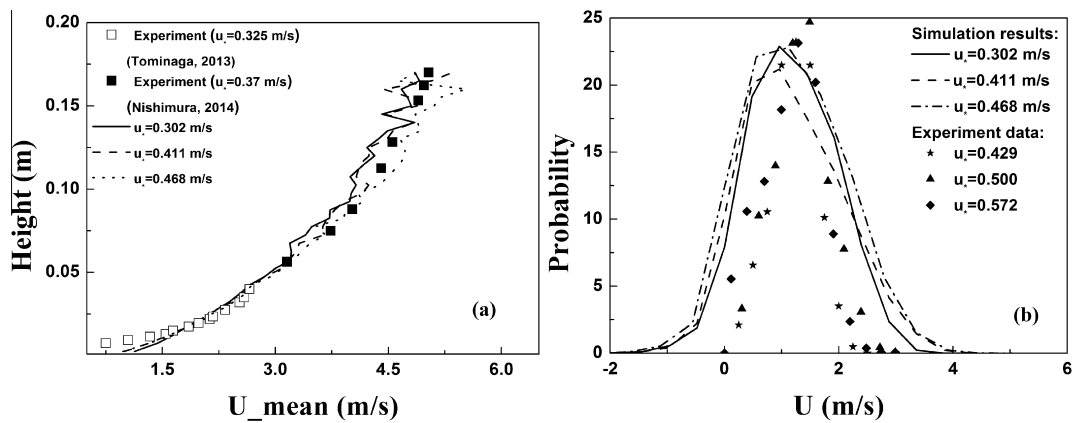 0.20
0.15
0.10
0.05
Height (m)
1.5 3.0 4.5 6.0
U_mean (m/s)
Experiment (u*=0.325 m/s)
(Tominaga, 2013)
Experiment (u*=0.37 m/s)
(Nishimura, 2014)
u*=0.302 m/s
u*=0.411 m/s
u*=0.468 m/s
(a)
25
20
15
10
5
0
Probability
-2 0 2 4 6
U (m/s)
Simulation results:
u*=0.302 m/s
u*=0.411 m/s
u*=0.468 m/s
Experiment data:
u*=0.429
u*=0.500
u*=0.572
(b)